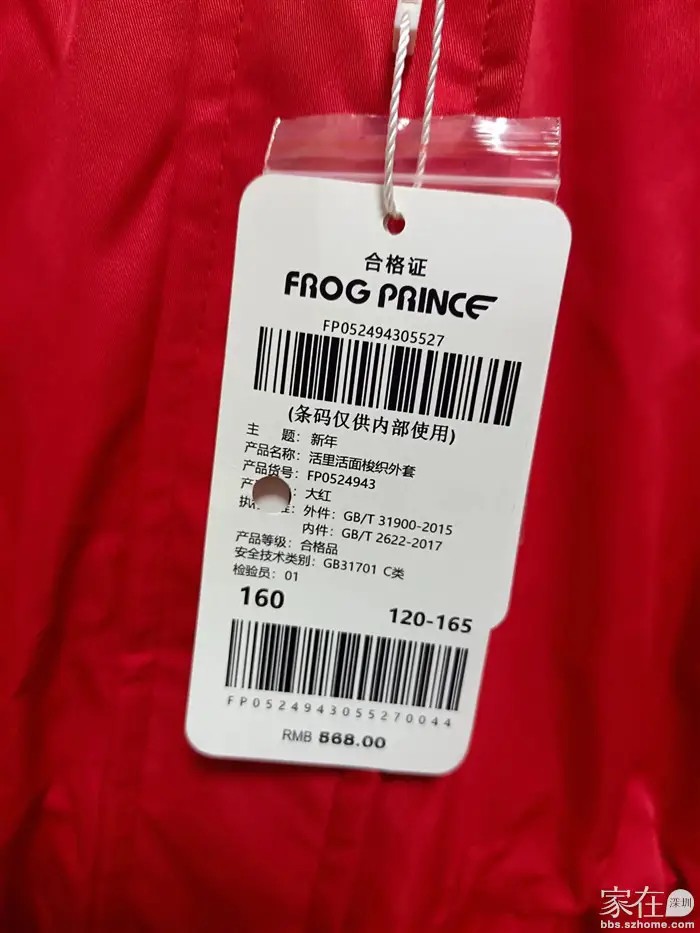 合格证
FROG PRINCE
FP052494305527
(条码仅供内部使用)
主 题: 新年
产品名称: 活里活面梭织外套
产品货号: FP0524943
大红
外件: GB/T 31900-2015
内件: GB/T 2622-2017
产品等级: 合格品
安全技术类别: GB31701 C类
检验员: 01
160
120-165
FP0524943055270044
RMB 568.00
家在深圳
bbs.szhome.com